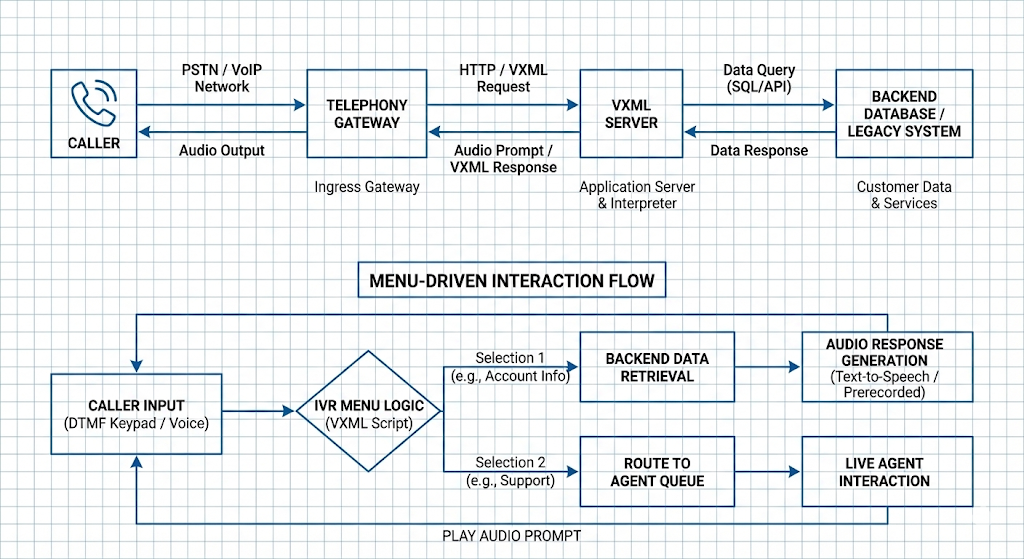 PSTN / VoIP
Network
HTTP / VXML
Request
Data Query
(SQL/API)
CALLER
TELEPHONY
GATEWAY
VXML
SERVER
BACKEND
DATABASE /
LEGACY SYSTEM
Audio Output
Audio Prompt /
VXML Response
Data Response
Ingress Gateway
Application Server
& Interpreter
Customer Data
& Services
MENU-DRIVEN INTERACTION FLOW
CALLER INPUT
(DTMF Keypad / Voice)
IVR MENU LOGIC
(VXML Script)
Selection 1
(e.g., Account Info)
BACKEND DATA
RETRIEVAL
AUDIO RESPONSE
GENERATION
(Text-to-Speech /
Prerecorded)
Selection 2
(e.g., Support)
ROUTE TO
AGENT QUEUE
LIVE AGENT
INTERACTION
PLAY AUDIO PROMPT